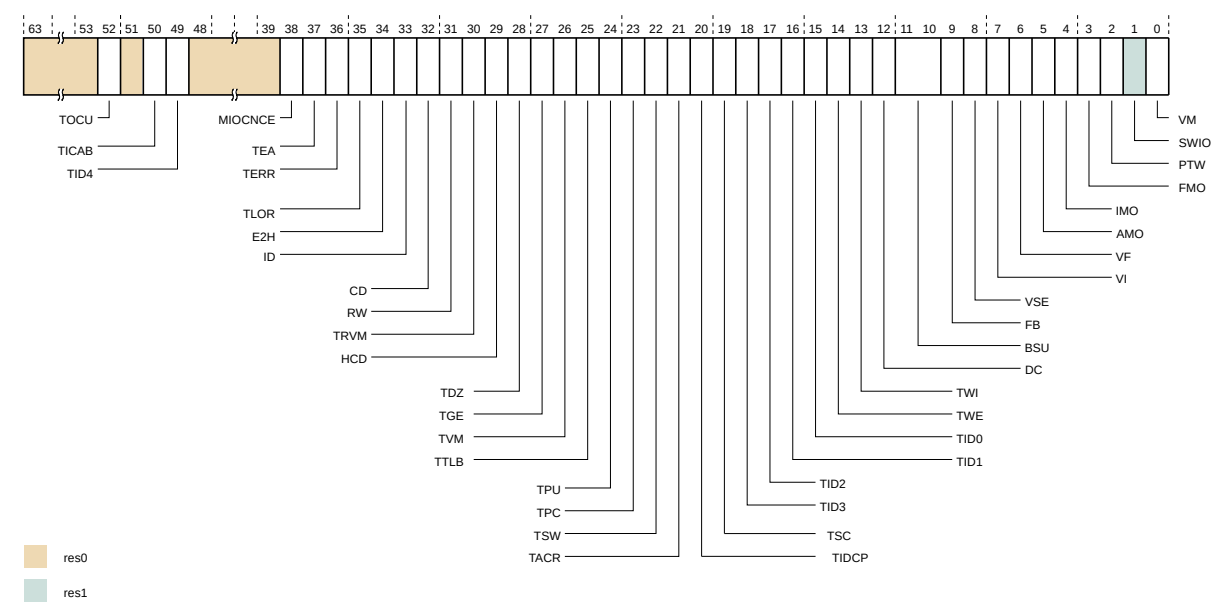 63 53 52 51 50 49 48 39 38 37 36 35 34 33 32 31 30 29 28 27 26 25 24 23 22 21 20 19 18 17 16 15 14 13 12 11 10 9 8 7 6 5 4 3 2 1 0
TOCU MIOCNCE VM
SWIO
TICAB TEA
PTW
TID4 TERR
FMO
TLOR IMO
E2H AMO
ID VF
VI
CD VSE
RW FB
TRVM BSU
HCD DC
TDZ TWI
TGE TWE
TVM TID0
TTLB TID1
TID2
TPU
TID3
TPC
TSW TSC
TACR TIDCP
res0
res1